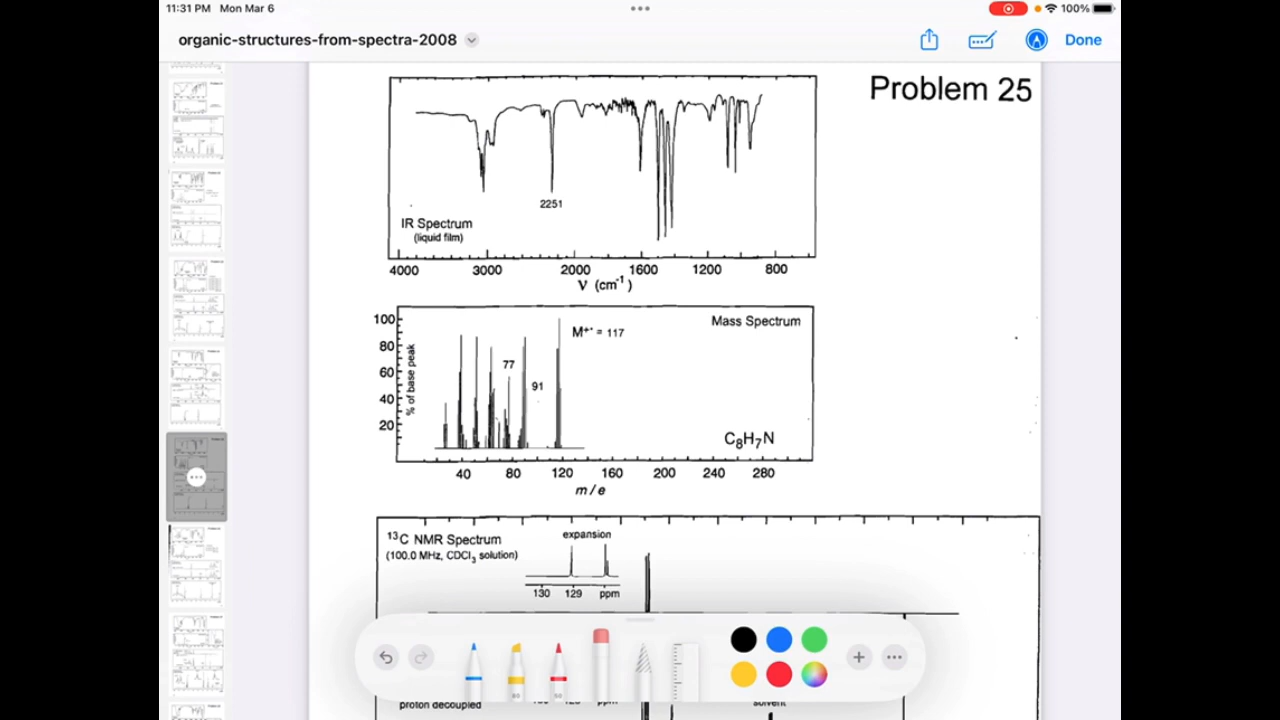 11:31 PM Mon Mar 6
100%
organic-structures-from-spectra-2008
Done
Problem 25
2251
IR Spectrum
(liquid film)
4000 3000 2000 1600 1200 800
ν (cm⁻¹)
Mass Spectrum
M⁺· = 117
77
91
% of base peak
100
80
60
40
20
C₈H₇N
40 80 120 160 200 240 280
m / e
¹³C NMR Spectrum
(100.0 MHz, CDCl₃ solution)
expansion
130 129 ppm
proton decoupled
solvent